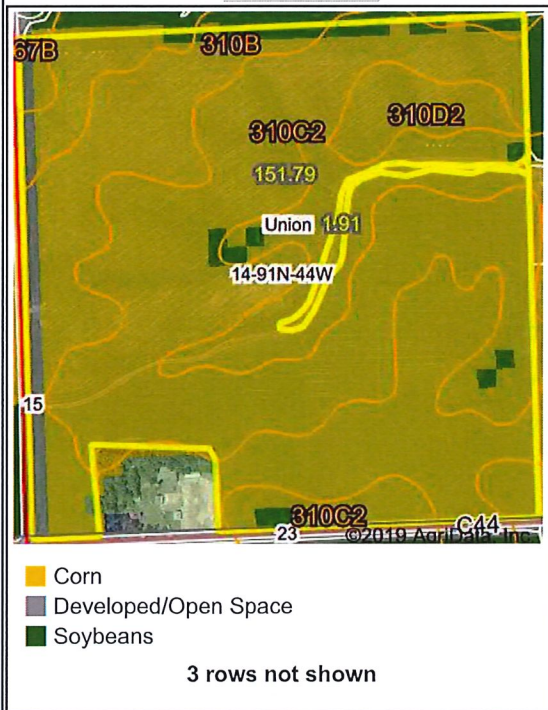 67B
310B
310D2
310C2
151.79
Union 1.91
14-91N-44W
15
310C2
C44
23
©2019 AgriData, Inc.
Corn
Developed/Open Space
Soybeans
3 rows not shown